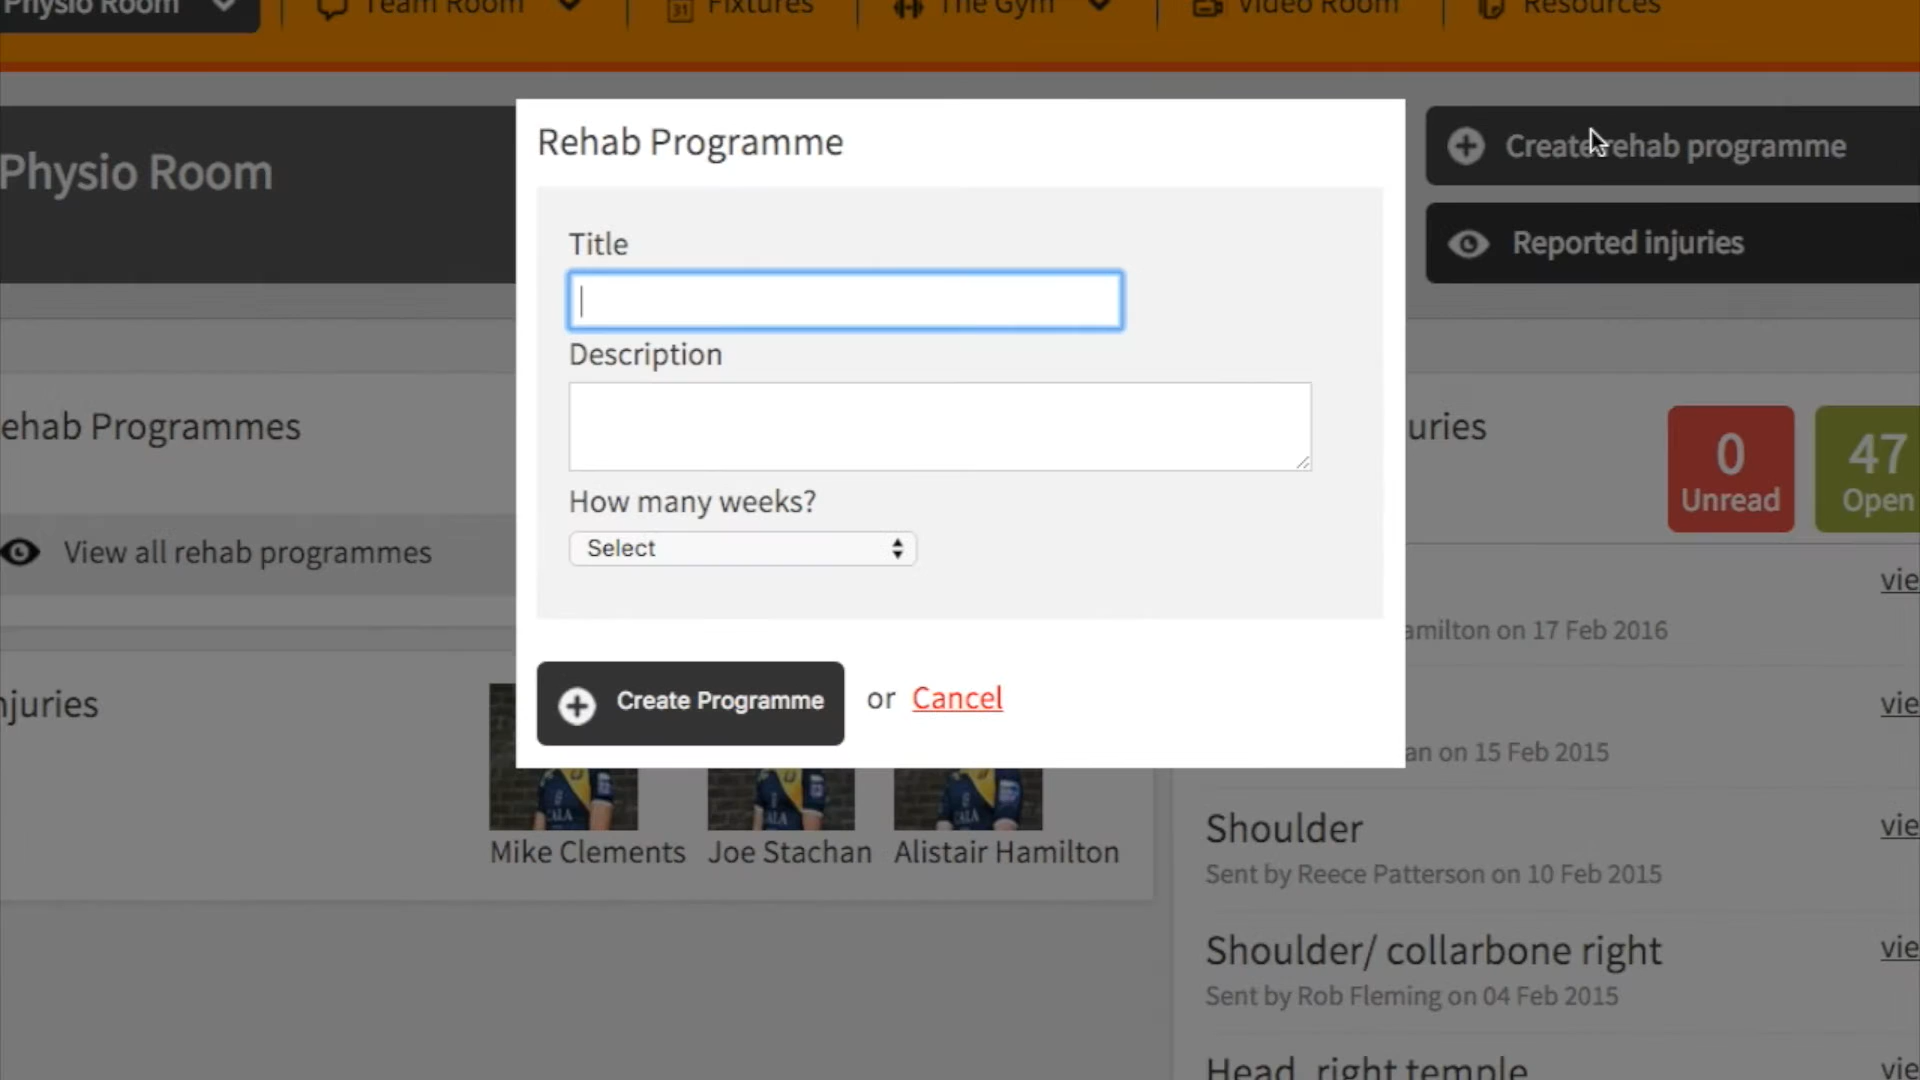 Physio Room
Team Room
Fixtures
The Gym
Video Room
Resources
Physio Room
Rehab Programme
Create rehab programme
Reported injuries
Title
Description
How many weeks?
Select
Create Programme or Cancel
ehab Programmes
View all rehab programmes
njuries
Mike Clements
Joe Stachan
Alistair Hamilton
uries
0
Unread
47
Open
vie
amilton on 17 Feb 2016
vie
an on 15 Feb 2015
Shoulder
vie
Sent by Reece Patterson on 10 Feb 2015
Shoulder/ collarbone right
vie
Sent by Rob Fleming on 04 Feb 2015
Head, right temple
vie